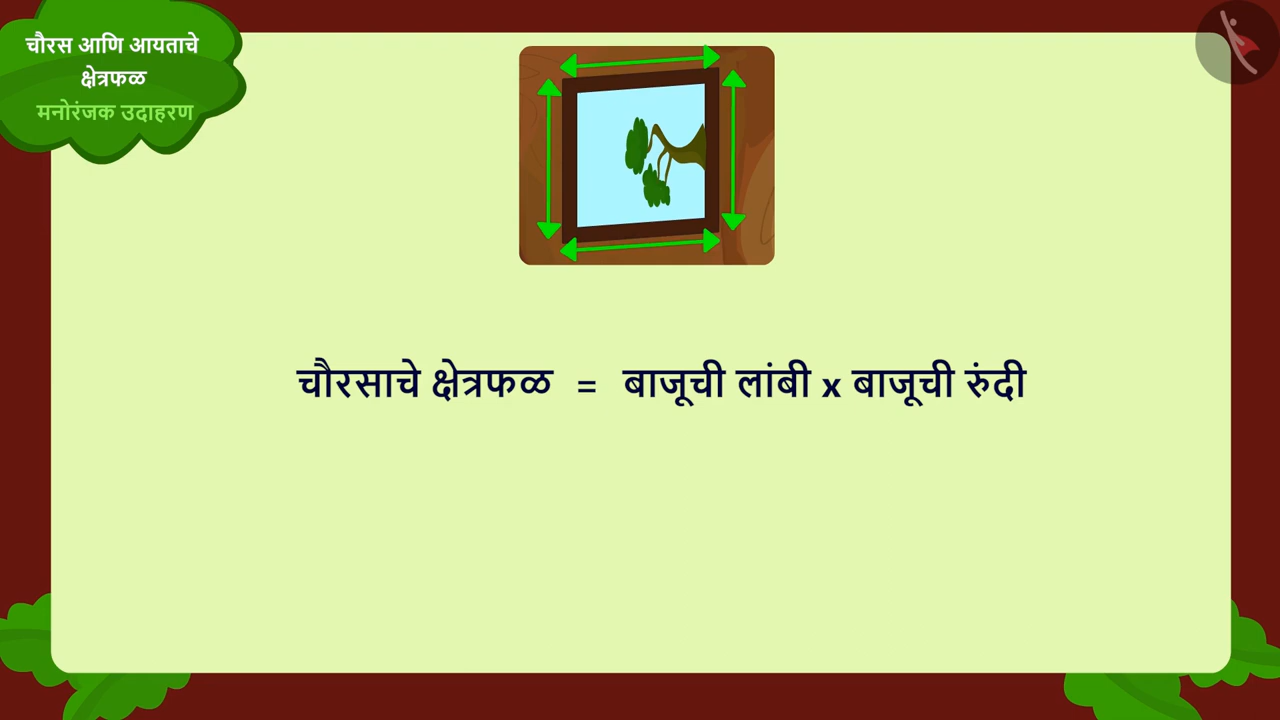 चौरस आणि आयताचे
क्षेत्रफळ
मनोरंजक उदाहरण
चौरसाचे क्षेत्रफळ = बाजूची लांबी x बाजूची रुंदी